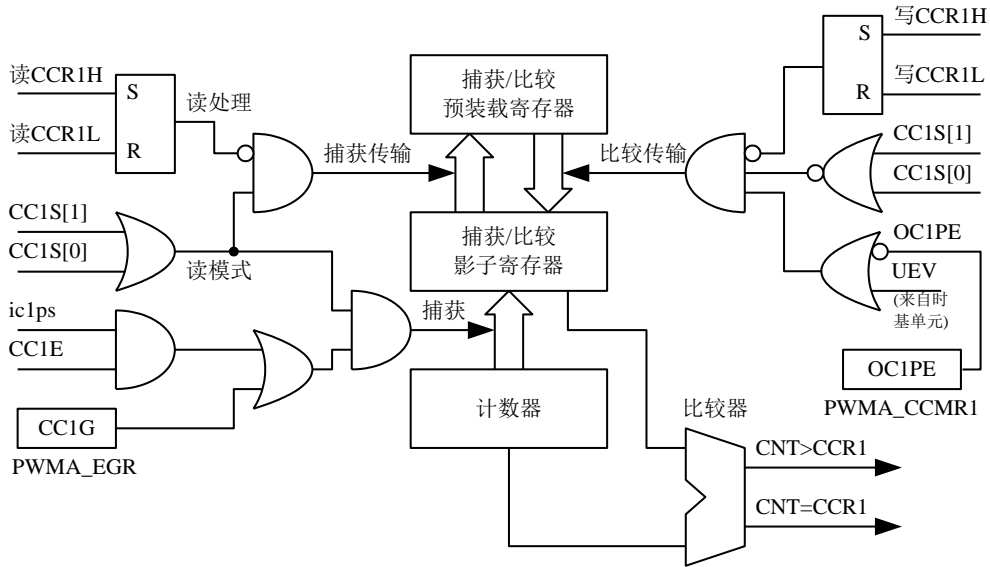 读CCR1H
S
读CCR1L
R
读处理
捕获传输
CC1S[1]
CC1S[0]
读模式
ic1ps
CC1E
CC1G
PWMA_EGR
捕获
捕获/比较
预装载寄存器
捕获/比较
影子寄存器
计数器
比较传输
写CCR1H
S
写CCR1L
R
CC1S[1]
CC1S[0]
OC1PE
UEV
(来自时
基单元)
OC1PE
PWMA_CCMR1
比较器
CNT>CCR1
CNT=CCR1